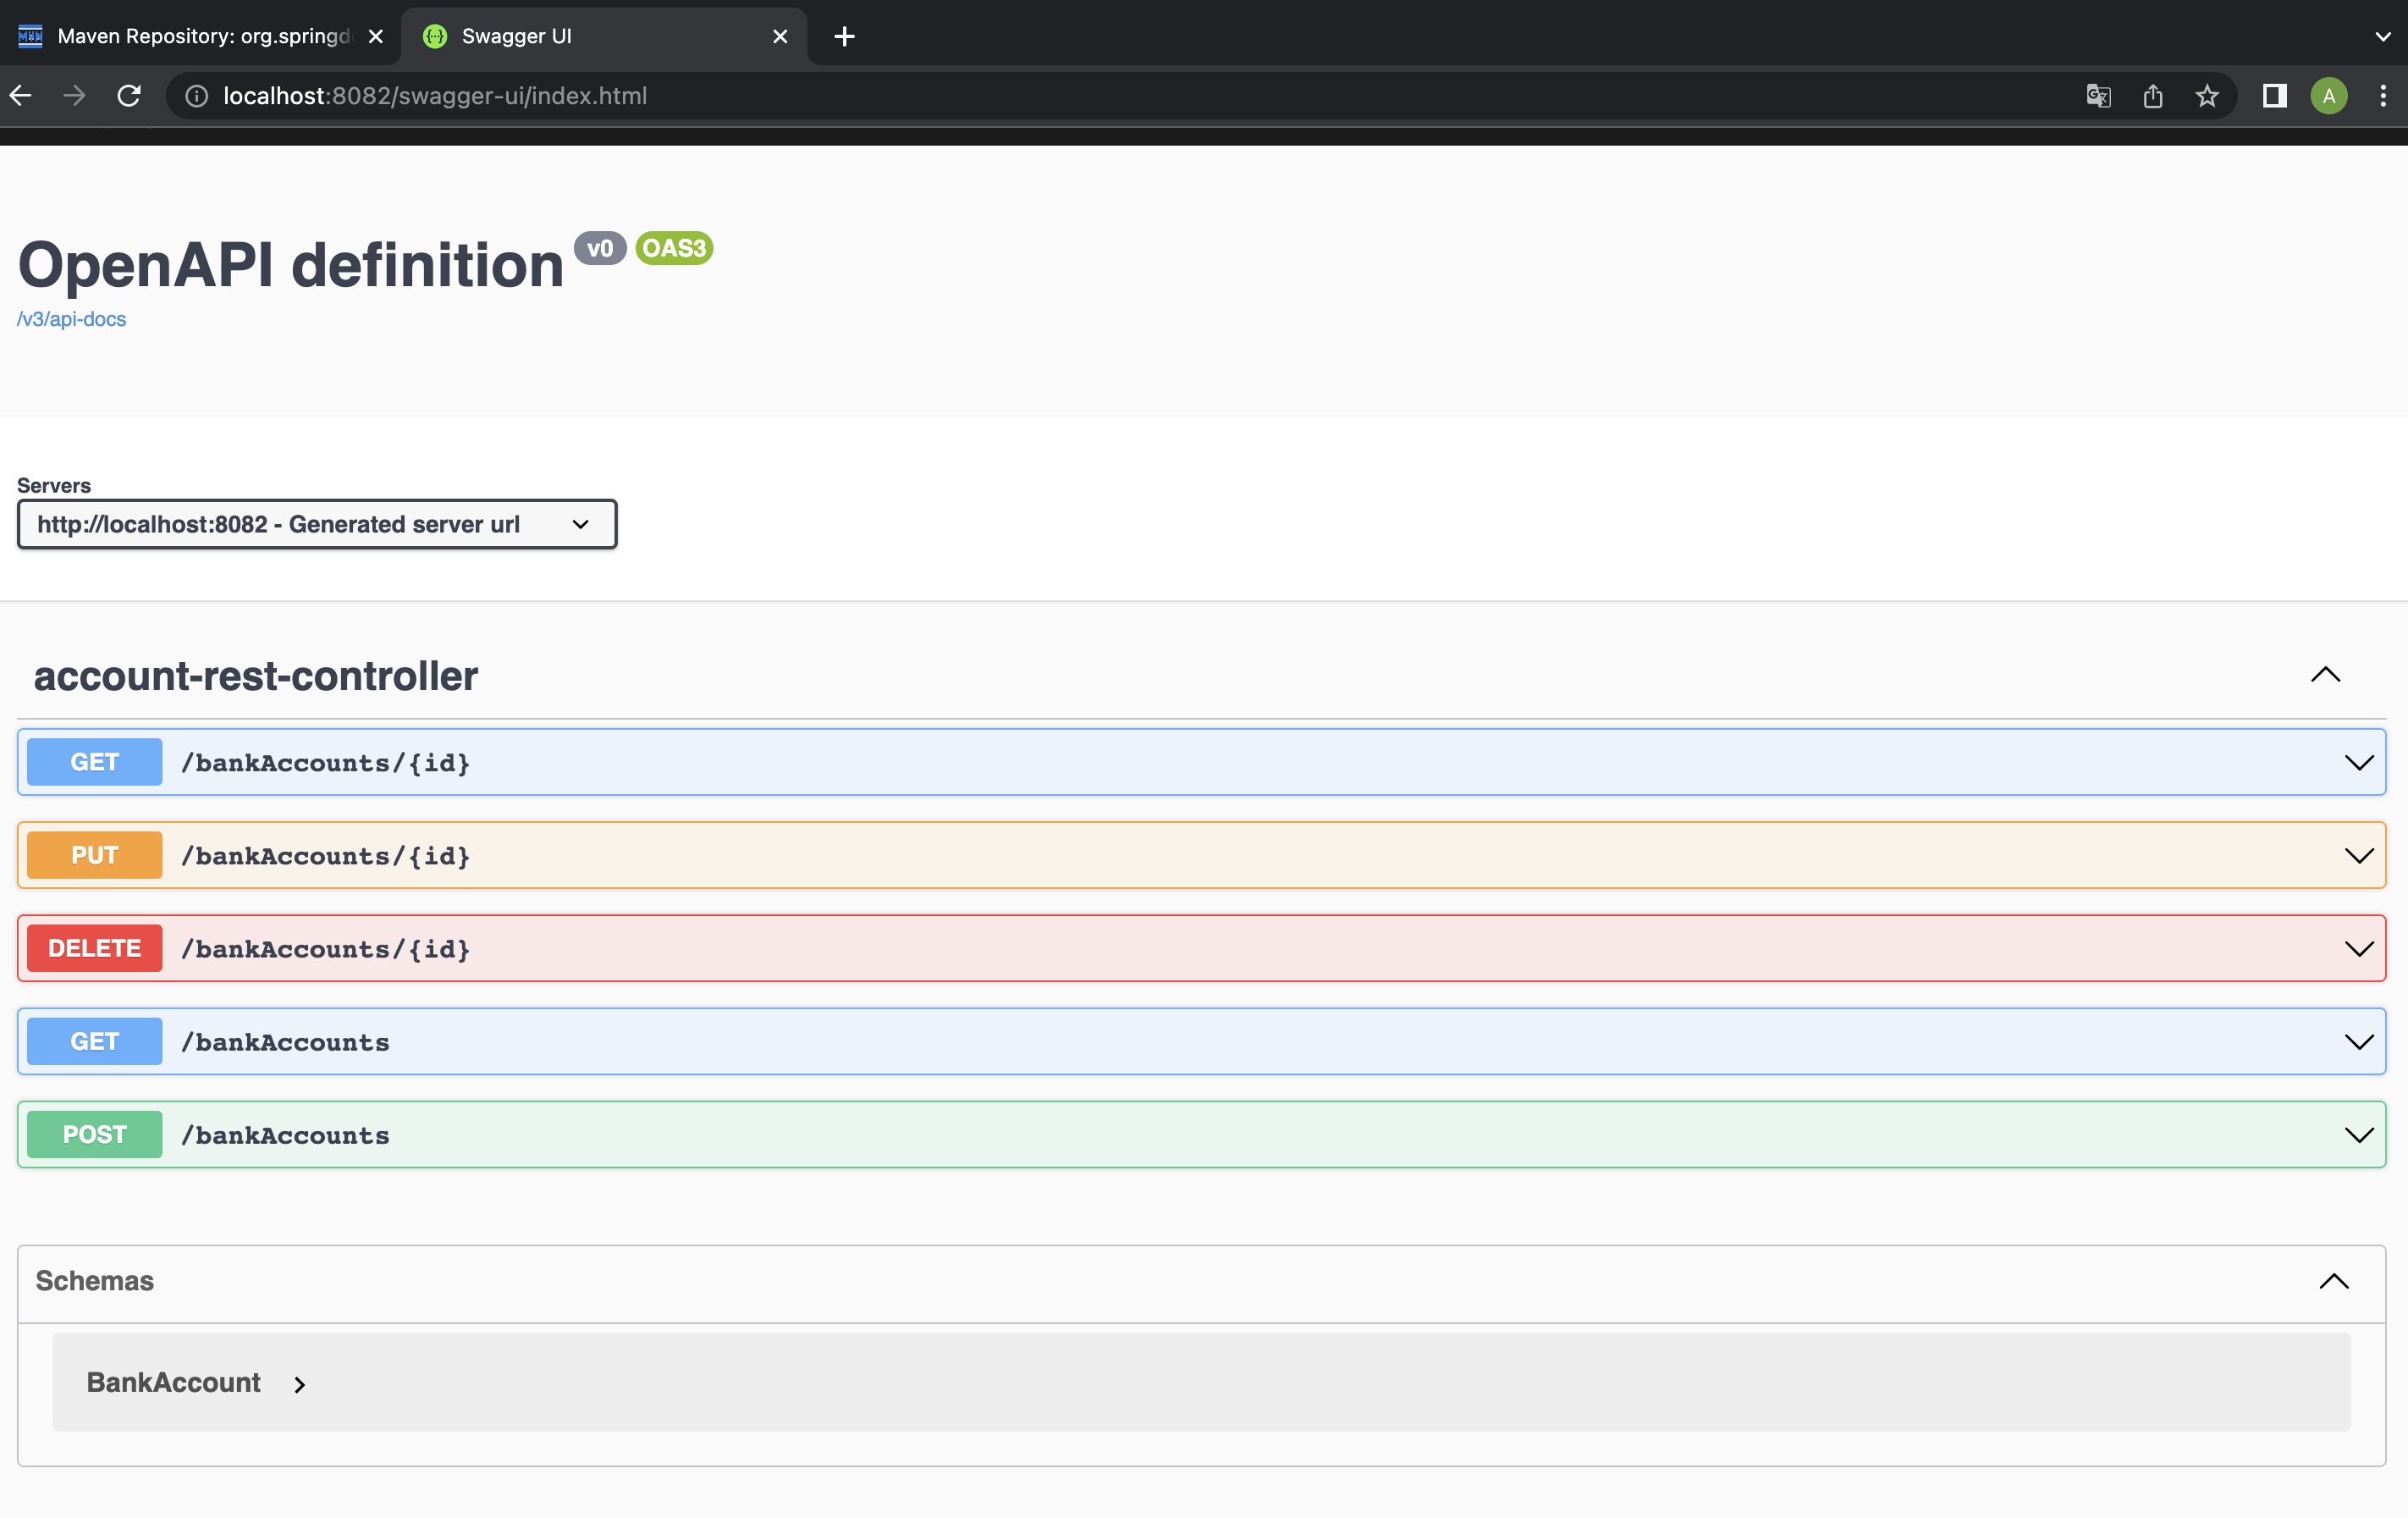 Maven Repository: org.springd
Swagger UI
localhost:8082/swagger-ui/index.html
A
OpenAPI definition v0 OAS3
/v3/api-docs
Servers
http://localhost:8082 - Generated server url
account-rest-controller
GET /bankAccounts/{id}
PUT /bankAccounts/{id}
DELETE /bankAccounts/{id}
GET /bankAccounts
POST /bankAccounts
Schemas
BankAccount